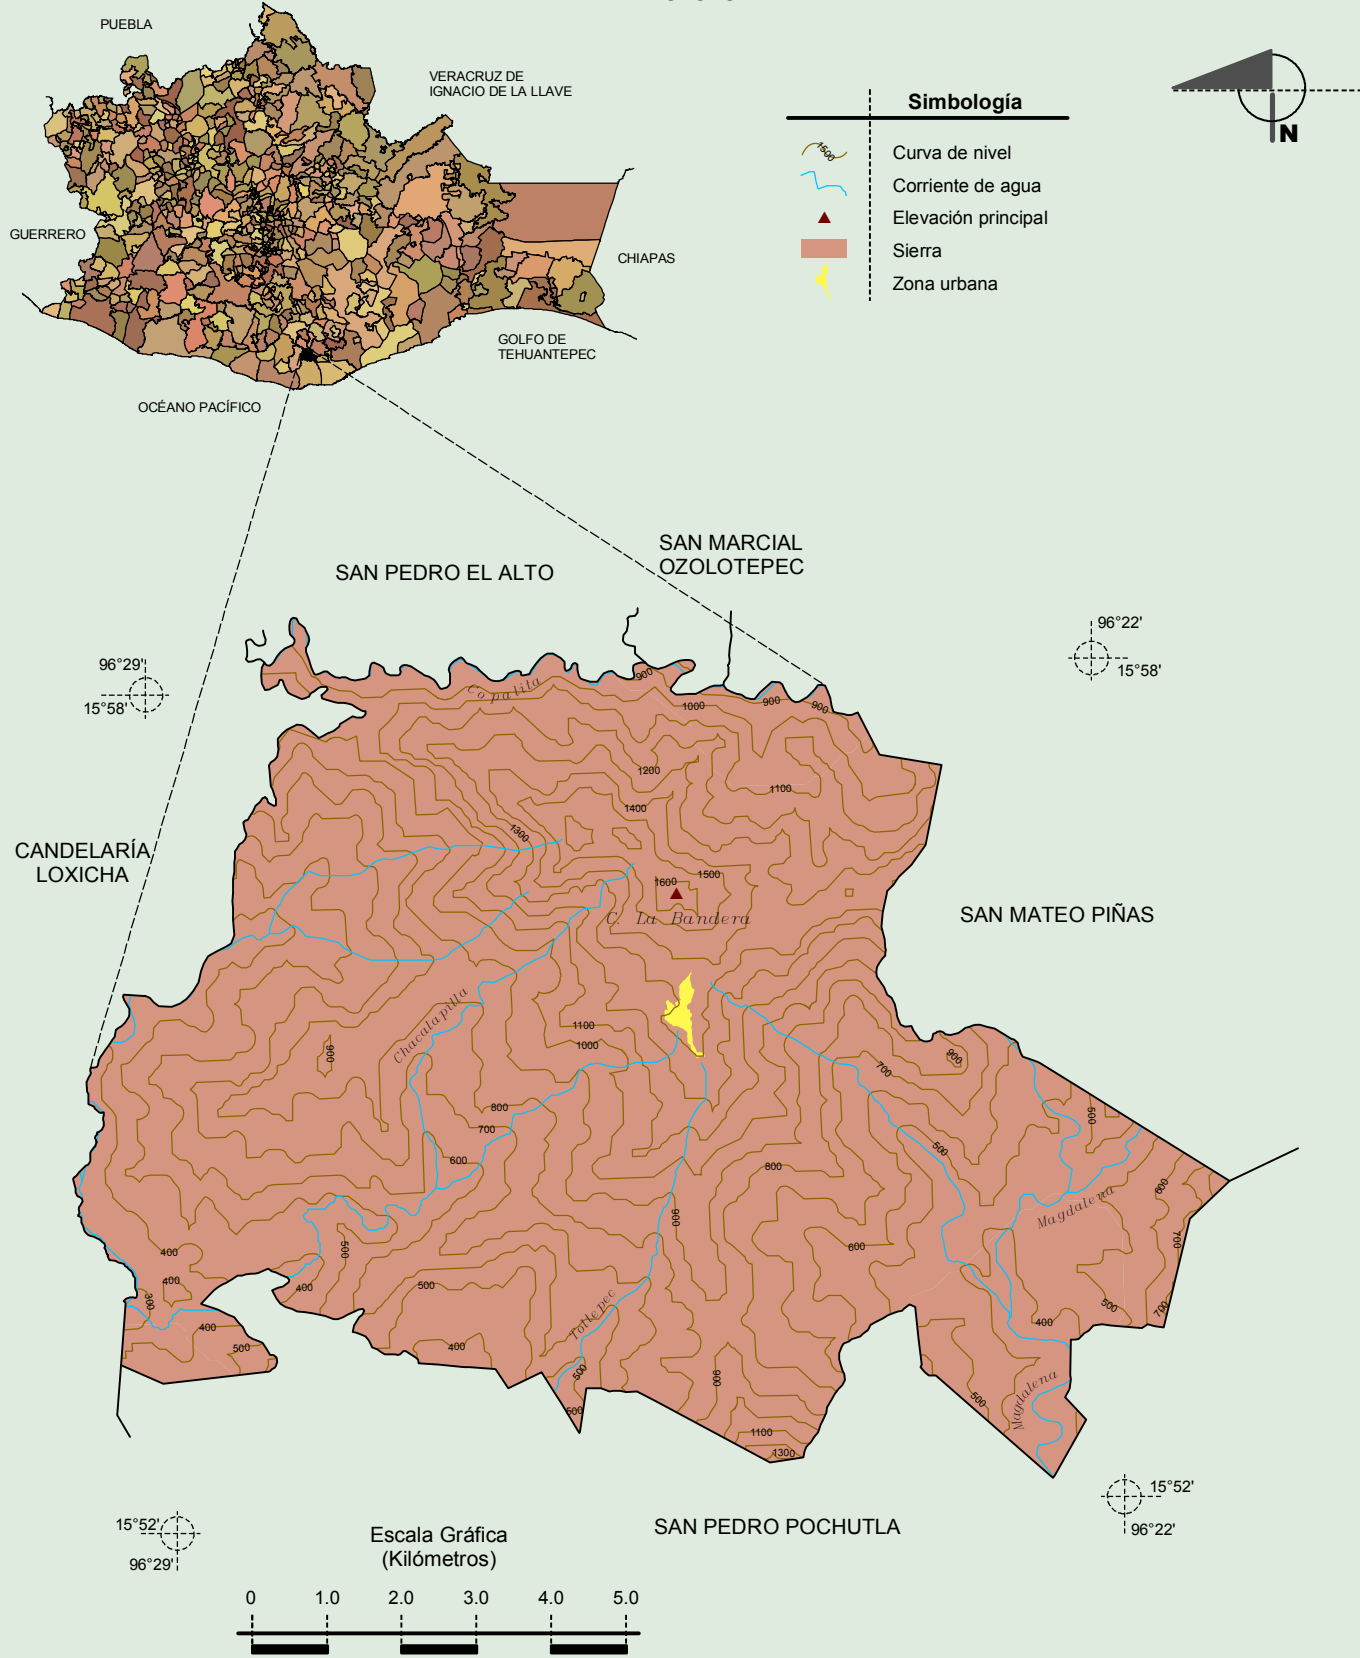 PUEBLA
VERACRUZ DE
IGNACIO DE LA LLAVE
GUERRERO
CHIAPAS
GOLFO DE
TEHUANTEPEC
OCÉANO PACÍFICO
Simbología
1500
Curva de nivel
Corriente de agua
Elevación principal
Sierra
Zona urbana
N
SAN PEDRO EL ALTO
SAN MARCIAL
OZOLOTEPEC
96°29'
15°58'
96°22'
15°58'
CANDELARÍA
LOXICHA
SAN MATEO PIÑAS
Copalita
900
1000
900
900
1200
1100
1400
1300
1500
1600
C. La Bandera
Chacalapilla
1100
1000
900
900
700
800
700
600
500
500
800
600
Magdalena
700
900
600
500
400
400
300
400
500
400
500
400
Toltepec
500
600
900
1100
1300
500
700
400
500
Magdalena
15°52'
96°29'
15°52'
96°22'
SAN PEDRO POCHUTLA
Escala Gráfica
(Kilómetros)
0 1.0 2.0 3.0 4.0 5.0